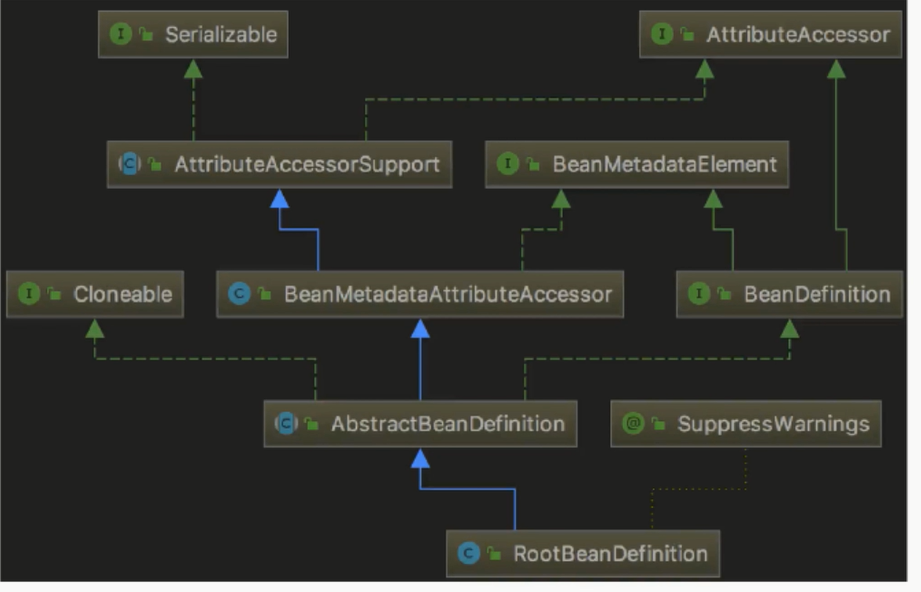 Serializable
AttributeAccessor
AttributeAccessorSupport
BeanMetadataElement
Cloneable
BeanMetadataAttributeAccessor
BeanDefinition
AbstractBeanDefinition
SuppressWarnings
RootBeanDefinition